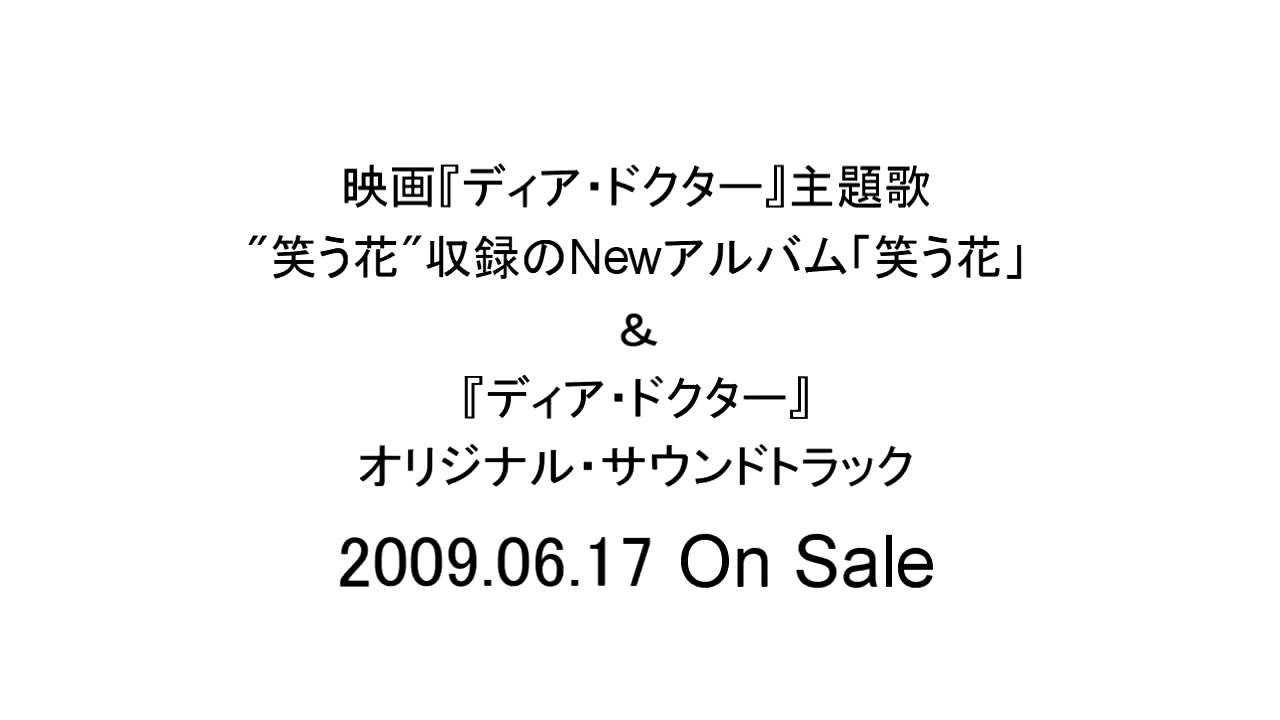 映画『ディア・ドクター』主題歌
"笑う花"収録のNewアルバム「笑う花」
&
『ディア・ドクター』
オリジナル・サウンドトラック
2009.06.17 On Sale